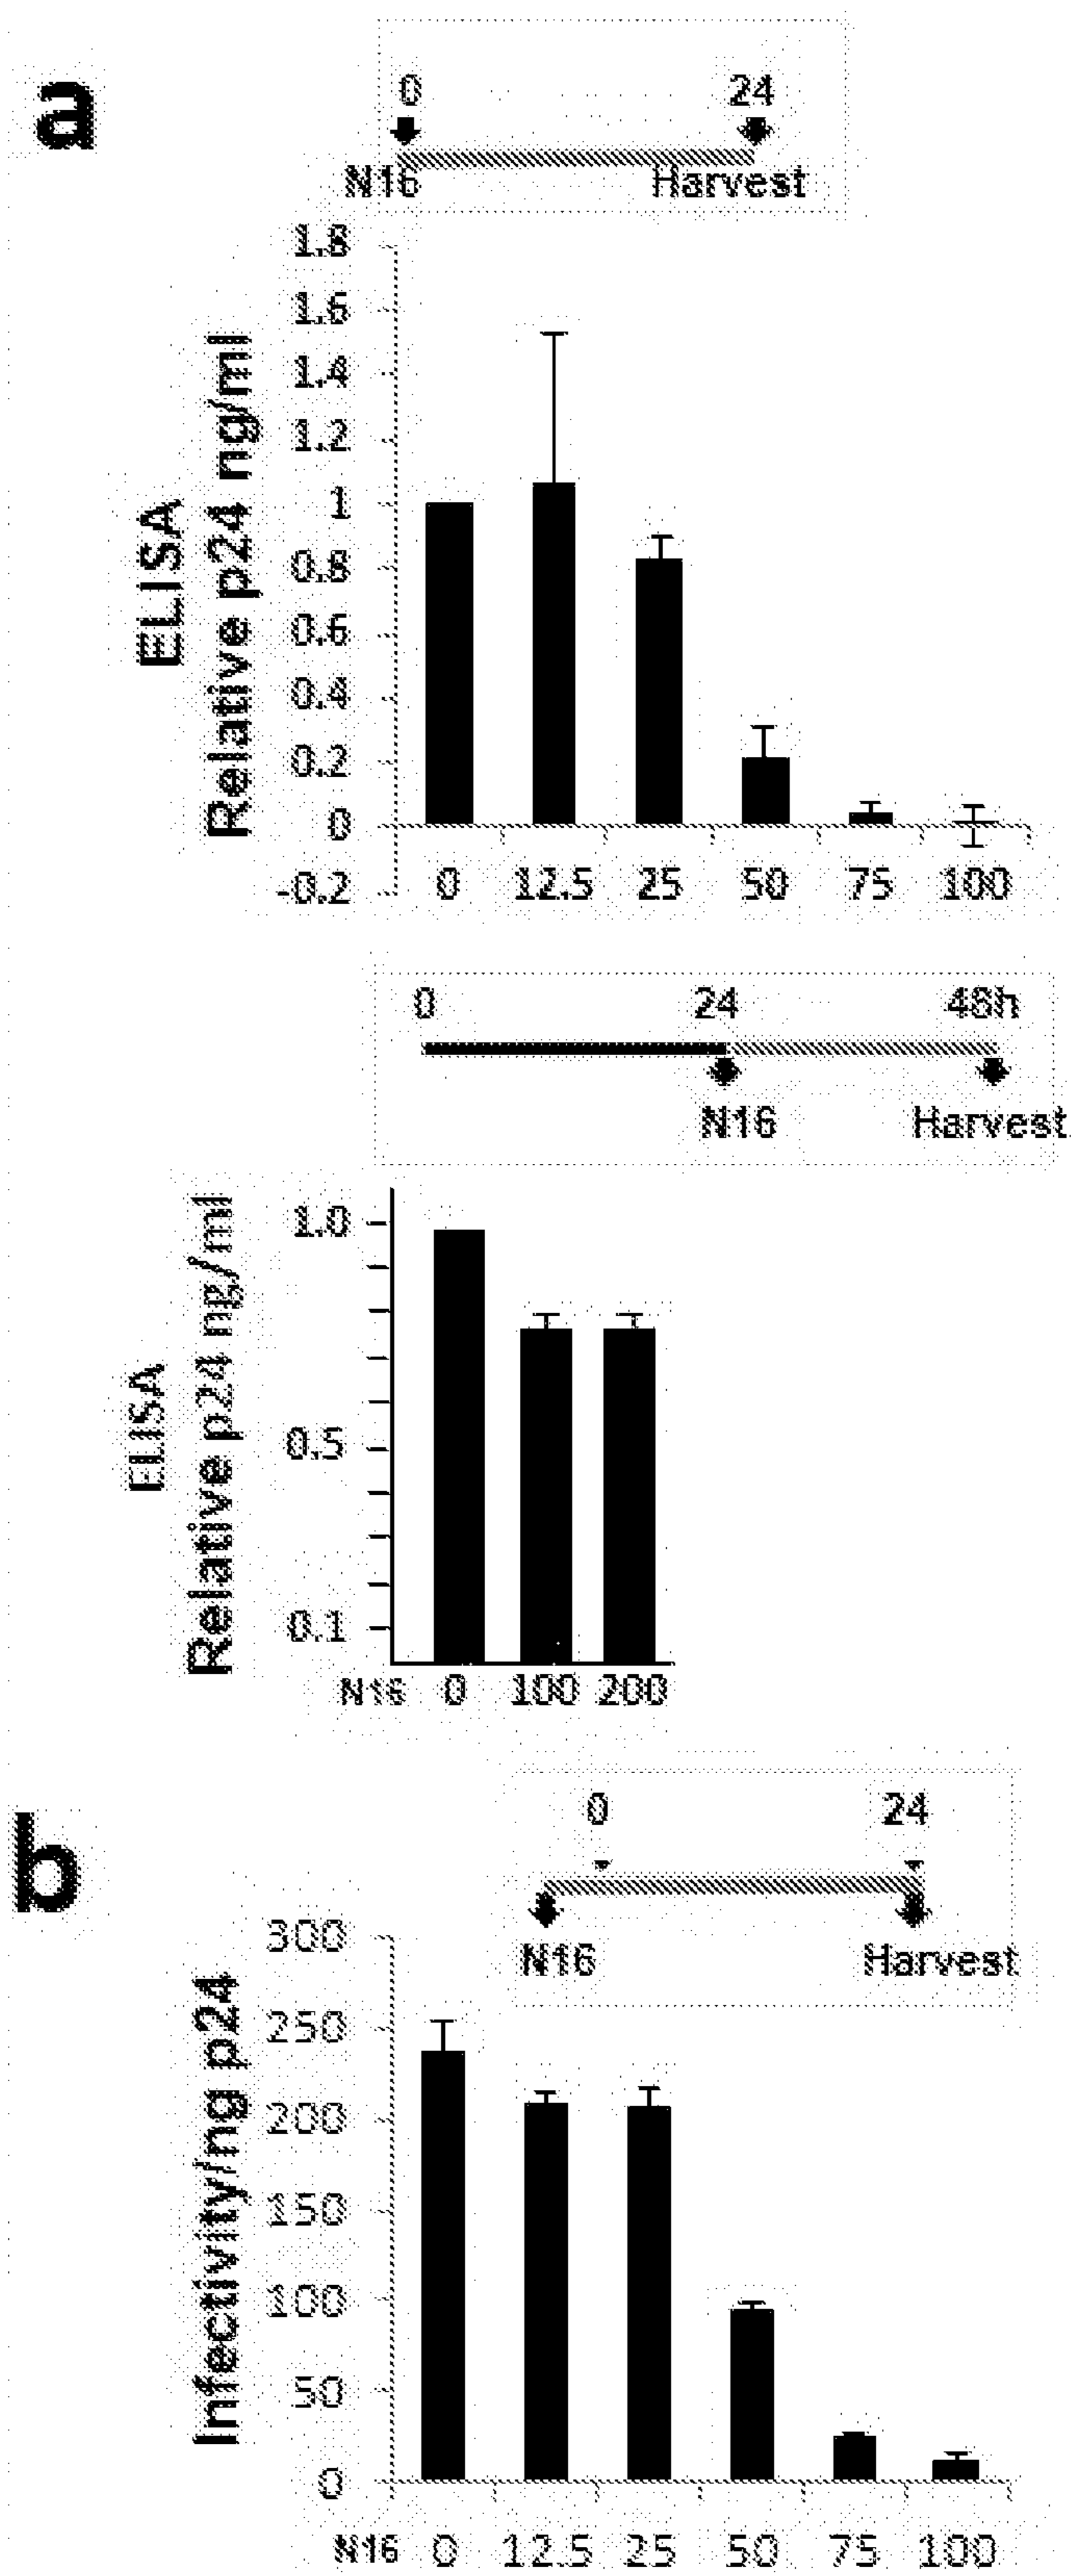 a
0 24
N16 Harvest
ELISA
Relative p24 ng/ml
1.8
1.6
1.4
1.2
1
0.8
0.6
0.4
0.2
0
-0.2
0 12.5 25 50 75 100
0 24 48h
N16 Harvest
ELISA
Relative p24 ng/ml
1.0
0.5
0.1
N16 0 100 200
b
0 24
N16 Harvest
Infectivity/ng p24
300
250
200
150
100
50
0
N16 0 12.5 25 50 75 100